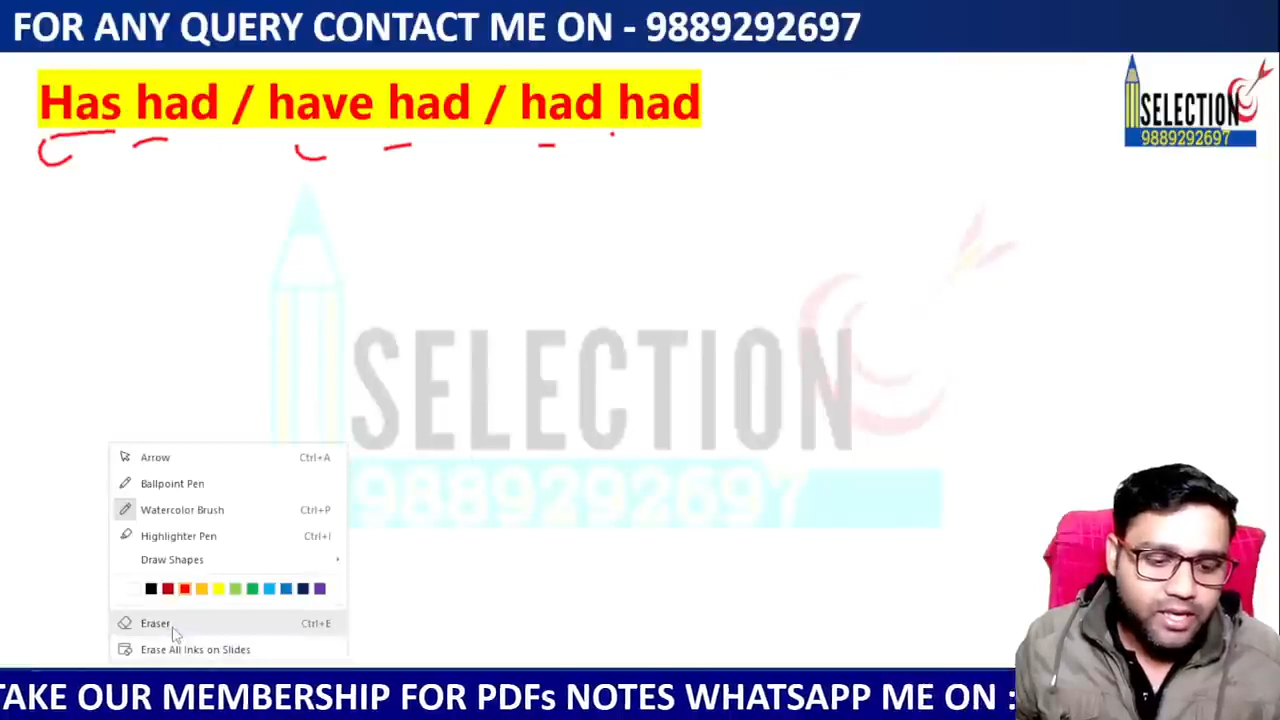 FOR ANY QUERY CONTACT ME ON - 9889292697
Has had / have had / had had
SELECTION
9889292697
SELECTION
9889292697
Arrow Ctrl+A
Ballpoint Pen
Watercolor Brush Ctrl+P
Highlighter Pen Ctrl+I
Draw Shapes
Eraser Ctrl+E
Erase All Inks on Slides
TAKE OUR MEMBERSHIP FOR PDFs NOTES WHATSAPP ME ON :